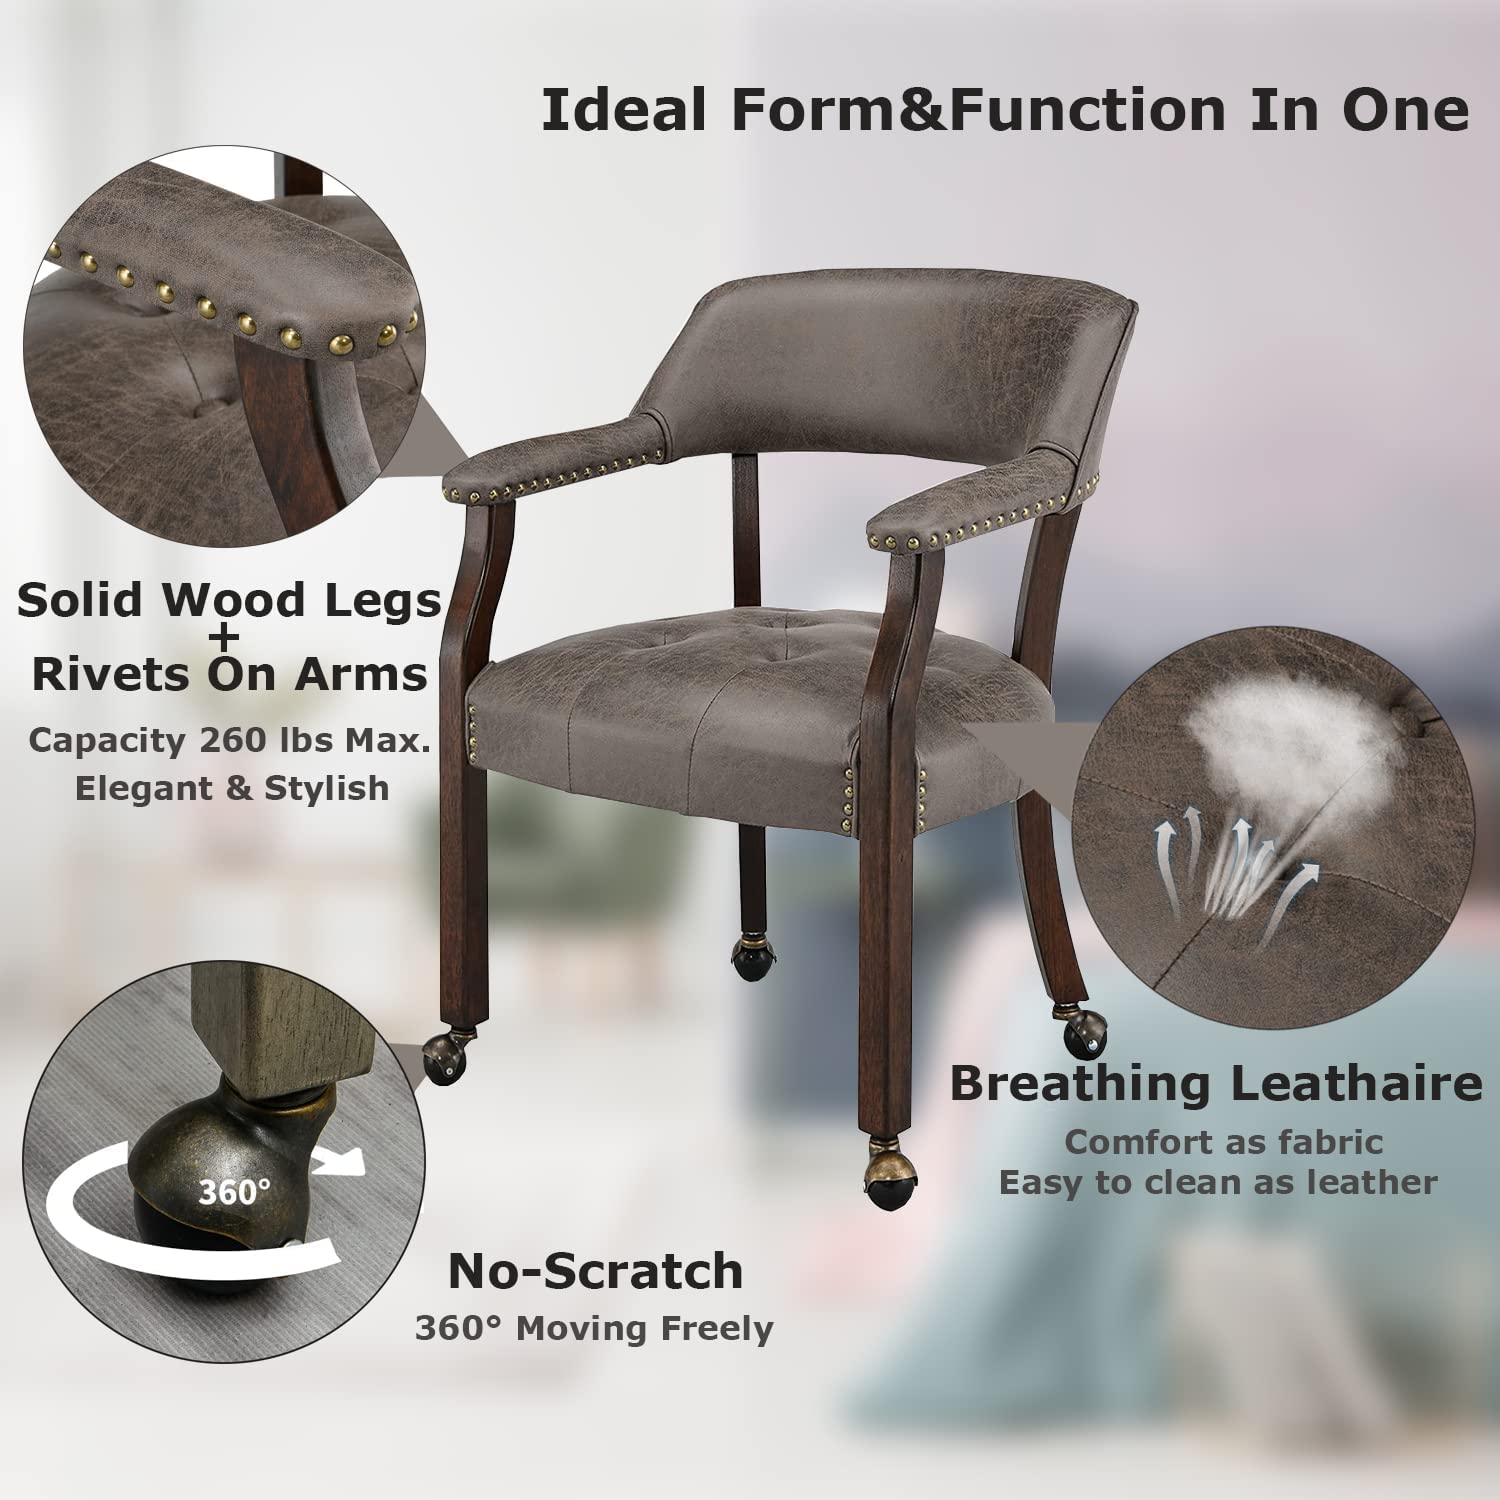 Ideal Form&Function In One
Solid Wood Legs
+
Rivets On Arms
Capacity 260 lbs Max.
Elegant & Stylish
Breathing Leathaire
Comfort as fabric
Easy to clean as leather
360°
No-Scratch
360° Moving Freely